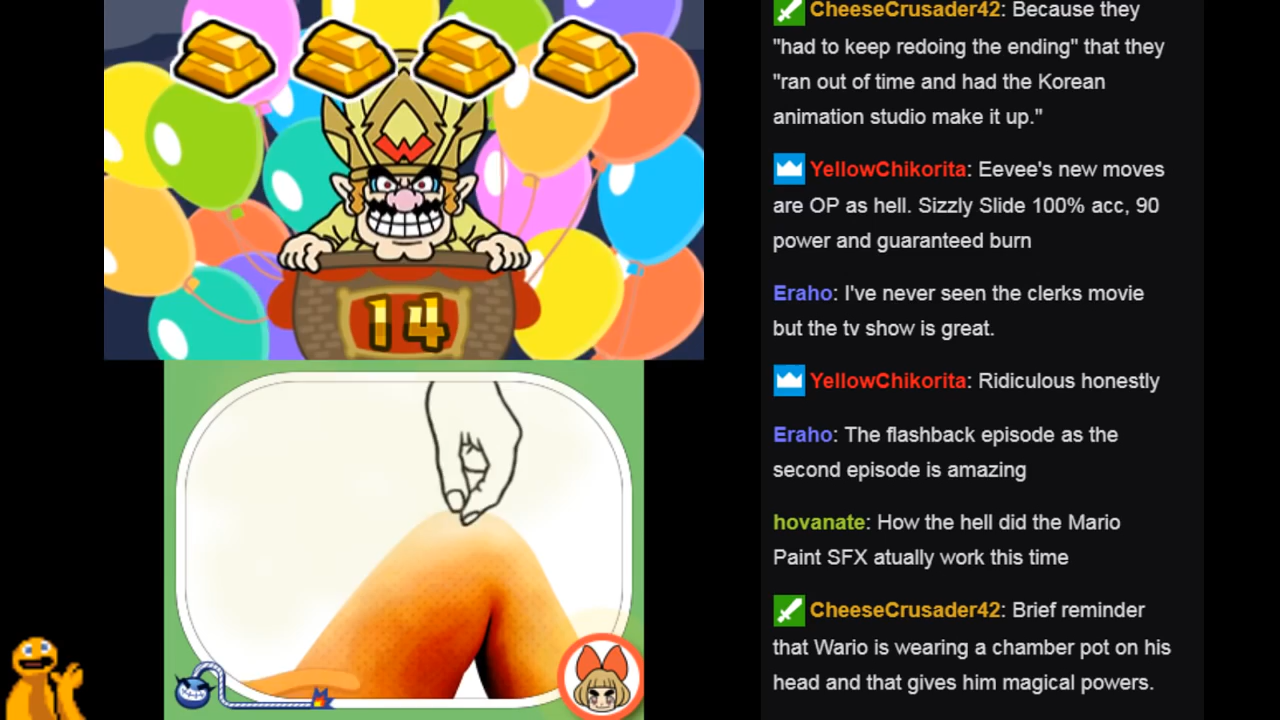 CheeseCrusader42: Because they
"had to keep redoing the ending" that they
"ran out of time and had the Korean
animation studio make it up."
YellowChikorita: Eevee's new moves
are OP as hell. Sizzly Slide 100% acc, 90
power and guaranteed burn
Eraho: I've never seen the clerks movie
but the tv show is great.
YellowChikorita: Ridiculous honestly
Eraho: The flashback episode as the
second episode is amazing
hovanate: How the hell did the Mario
Paint SFX atually work this time
CheeseCrusader42: Brief reminder
that Wario is wearing a chamber pot on his
head and that gives him magical powers.
W
14